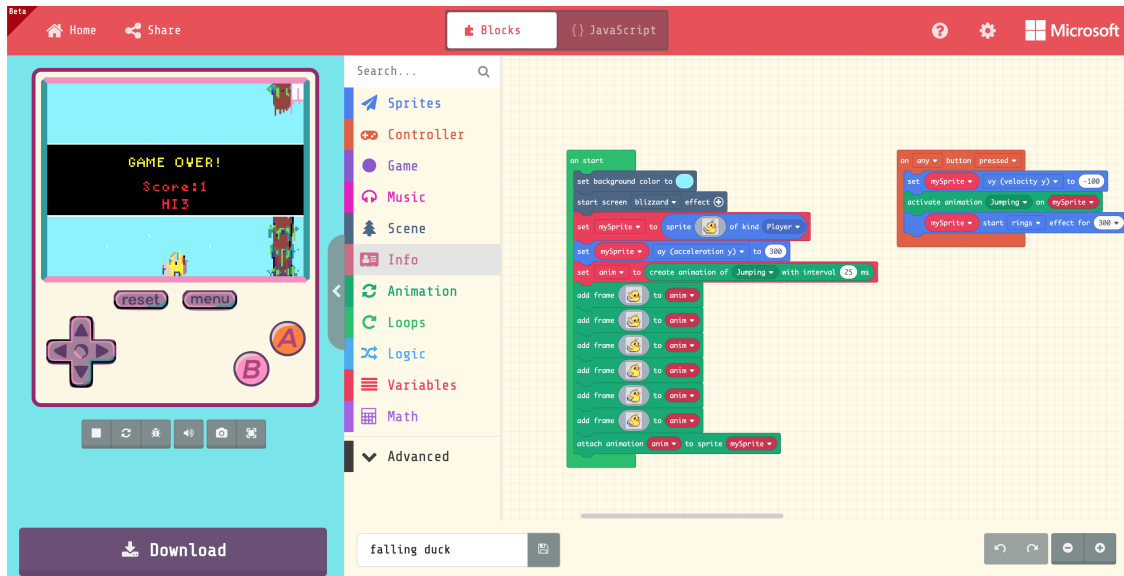 Beta
Home
Share
Blocks
{} JavaScript
Microsoft
GAME OVER!
Score:1
HI3
reset
menu
A
B
Download
Search...
Sprites
Controller
Game
Music
Scene
Info
Animation
Loops
Logic
Variables
Math
Advanced
on start
set background color to
start screen blizzard effect
set mySprite to sprite of kind Player
set mySprite ay (acceleration y) to 300
set anim to create animation of Jumping with interval 25 ms
add frame to anim
add frame to anim
add frame to anim
add frame to anim
add frame to anim
add frame to anim
attach animation anim to sprite mySprite
on any button pressed
set mySprite vy (velocity y) to -100
activate animation Jumping on mySprite
mySprite start rings effect for 300
falling duck